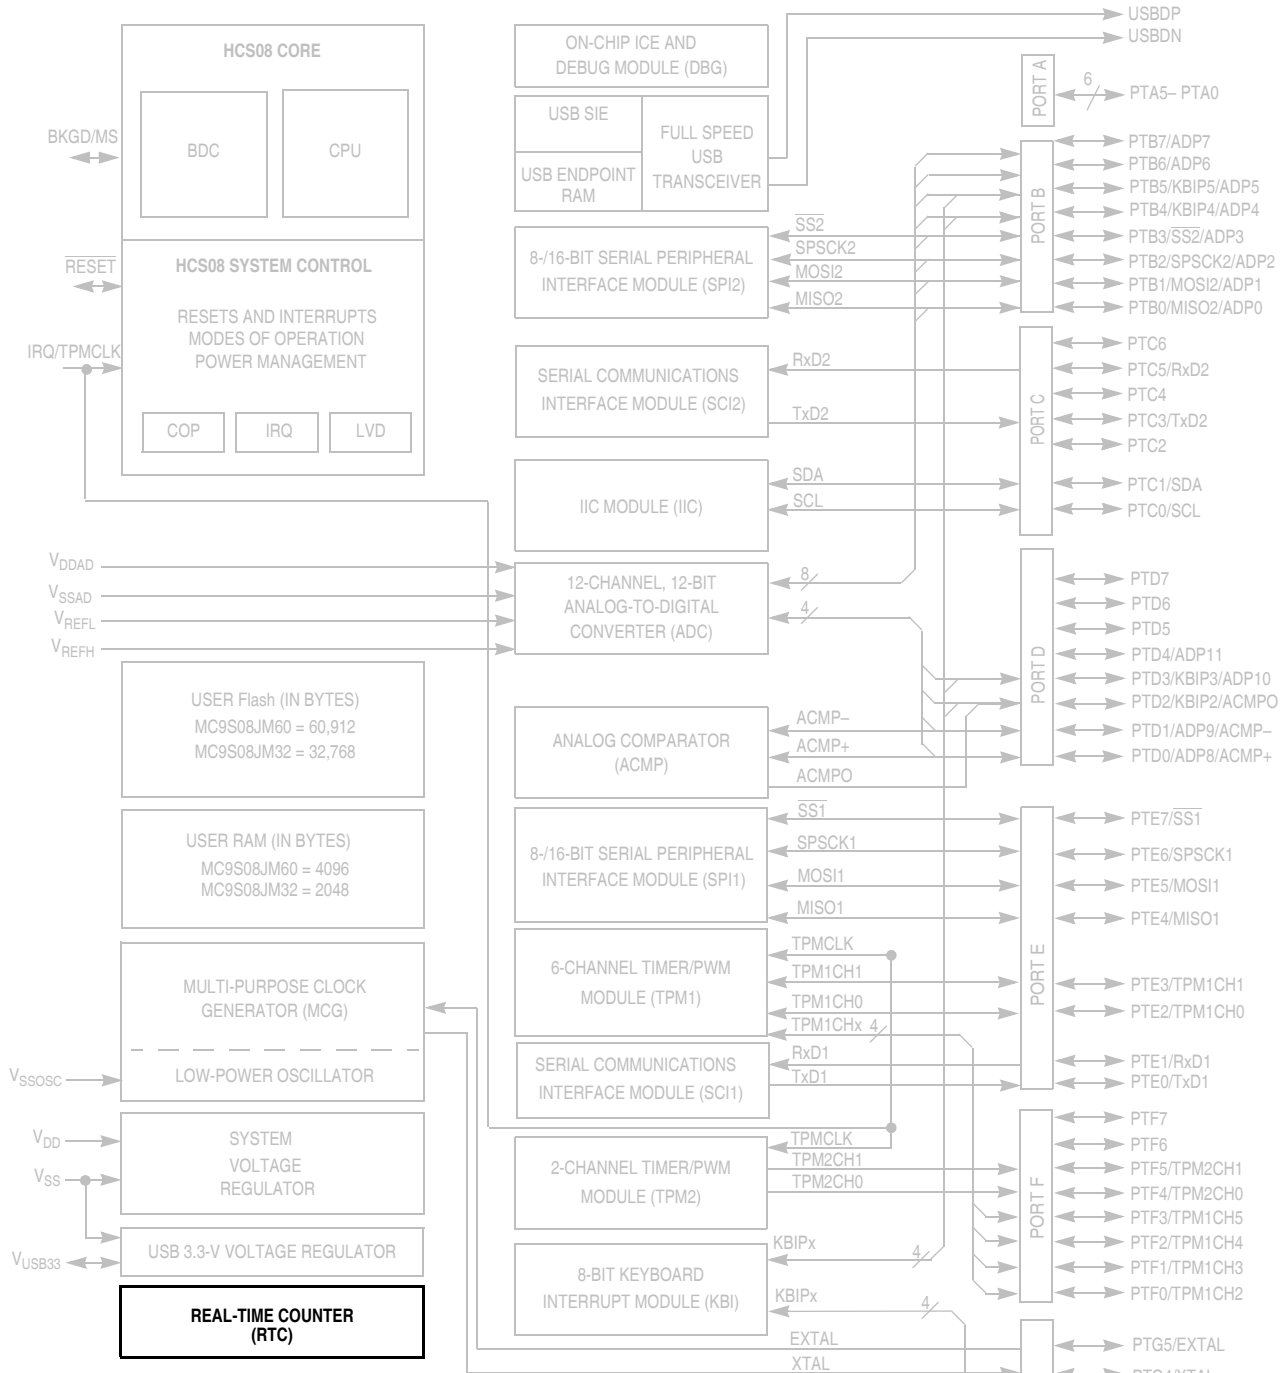 HCS08 CORE
BDC
CPU
BKGD/MS
HCS08 SYSTEM CONTROL
RESETS AND INTERRUPTS
MODES OF OPERATION
POWER MANAGEMENT
RESET
IRQ/TPMCLK
COP
IRQ
LVD
VDDAD
VSSAD
VREFL
VREFH
USER Flash (IN BYTES)
MC9S08JM60 = 60,912
MC9S08JM32 = 32,768
USER RAM (IN BYTES)
MC9S08JM60 = 4096
MC9S08JM32 = 2048
MULTI-PURPOSE CLOCK
GENERATOR (MCG)
LOW-POWER OSCILLATOR
VSSOSC
VDD
VSS
SYSTEM
VOLTAGE
REGULATOR
USB 3.3-V VOLTAGE REGULATOR
VUSB33
REAL-TIME COUNTER
(RTC)
ON-CHIP ICE AND
DEBUG MODULE (DBG)
USB SIE
USB ENDPOINT
RAM
FULL SPEED
USB
TRANSCEIVER
8-/16-BIT SERIAL PERIPHERAL
INTERFACE MODULE (SPI2)
SS2
SPSCK2
MOSI2
MISO2
SERIAL COMMUNICATIONS
INTERFACE MODULE (SCI2)
RxD2
TxD2
IIC MODULE (IIC)
SDA
SCL
12-CHANNEL, 12-BIT
ANALOG-TO-DIGITAL
CONVERTER (ADC)
8
4
ANALOG COMPARATOR
(ACMP)
ACMP–
ACMP+
ACMPO
8-/16-BIT SERIAL PERIPHERAL
INTERFACE MODULE (SPI1)
SS1
SPSCK1
MOSI1
MISO1
6-CHANNEL TIMER/PWM
MODULE (TPM1)
TPMCLK
TPM1CH1
TPM1CH0
TPM1CHx 4
SERIAL COMMUNICATIONS
INTERFACE MODULE (SCI1)
RxD1
TxD1
2-CHANNEL TIMER/PWM
MODULE (TPM2)
TPMCLK
TPM2CH1
TPM2CH0
8-BIT KEYBOARD
INTERRUPT MODULE (KBI)
KBIPx
4
KBIPx
4
EXTAL
XTAL
USBDP
USBDN
PORT A
6
PTA5– PTA0
PORT B
PTB7/ADP7
PTB6/ADP6
PTB5/KBIP5/ADP5
PTB4/KBIP4/ADP4
PTB3/SS2/ADP3
PTB2/SPSCK2/ADP2
PTB1/MOSI2/ADP1
PTB0/MISO2/ADP0
PORT C
PTC6
PTC5/RxD2
PTC4
PTC3/TxD2
PTC2
PTC1/SDA
PTC0/SCL
PORT D
PTD7
PTD6
PTD5
PTD4/ADP11
PTD3/KBIP3/ADP10
PTD2/KBIP2/ACMPO
PTD1/ADP9/ACMP–
PTD0/ADP8/ACMP+
PORT E
PTE7/SS1
PTE6/SPSCK1
PTE5/MOSI1
PTE4/MISO1
PTE3/TPM1CH1
PTE2/TPM1CH0
PTE1/RxD1
PTE0/TxD1
PORT F
PTF7
PTF6
PTF5/TPM2CH1
PTF4/TPM2CH0
PTF3/TPM1CH5
PTF2/TPM1CH4
PTF1/TPM1CH3
PTF0/TPM1CH2
PTG5/EXTAL